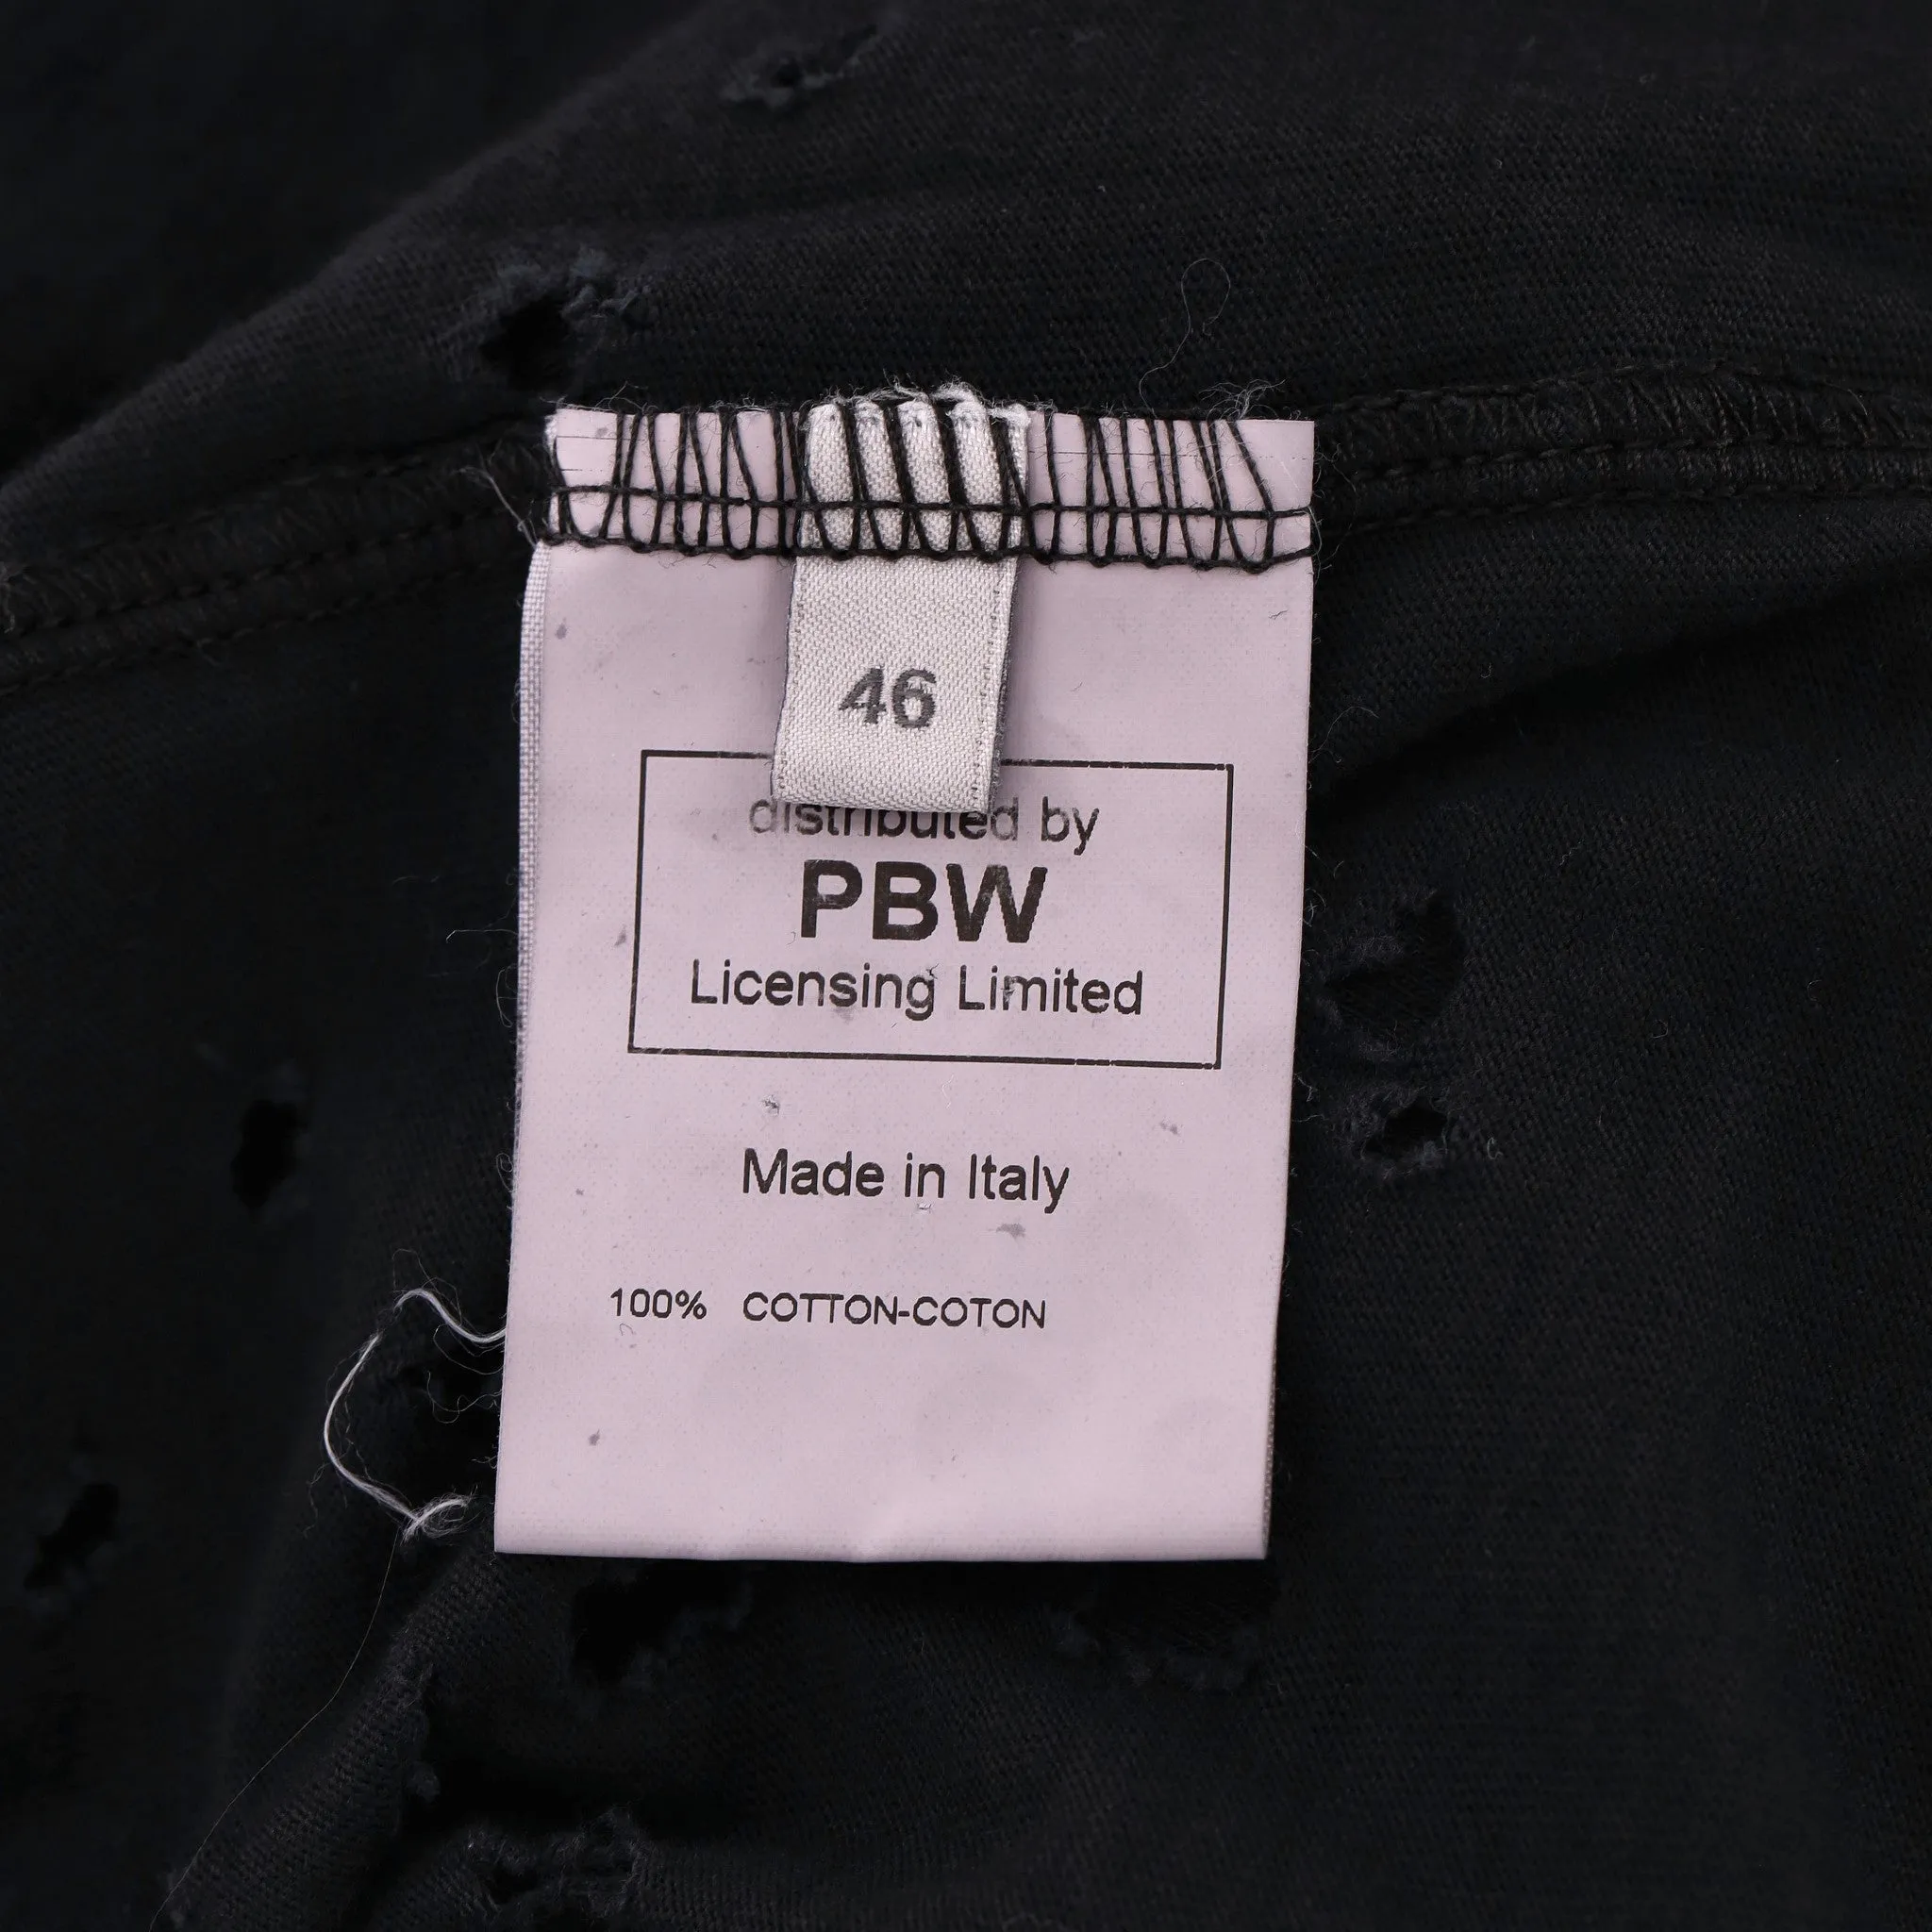 46
distributed by
PBW
Licensing Limited
Made in Italy
100% COTTON-COTON